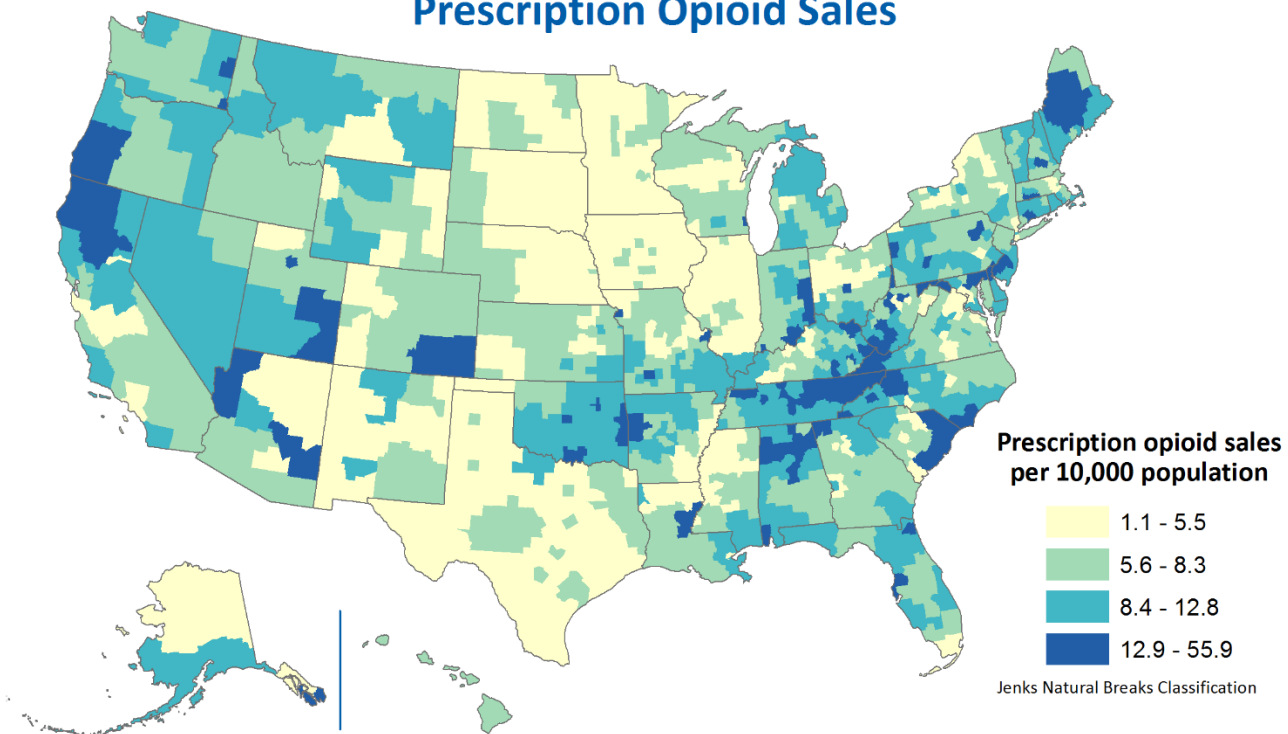 Prescription Opioid Sales
Prescription opioid sales
per 10,000 population
1.1 - 5.5
5.6 - 8.3
8.4 - 12.8
12.9 - 55.9
Jenks Natural Breaks Classification